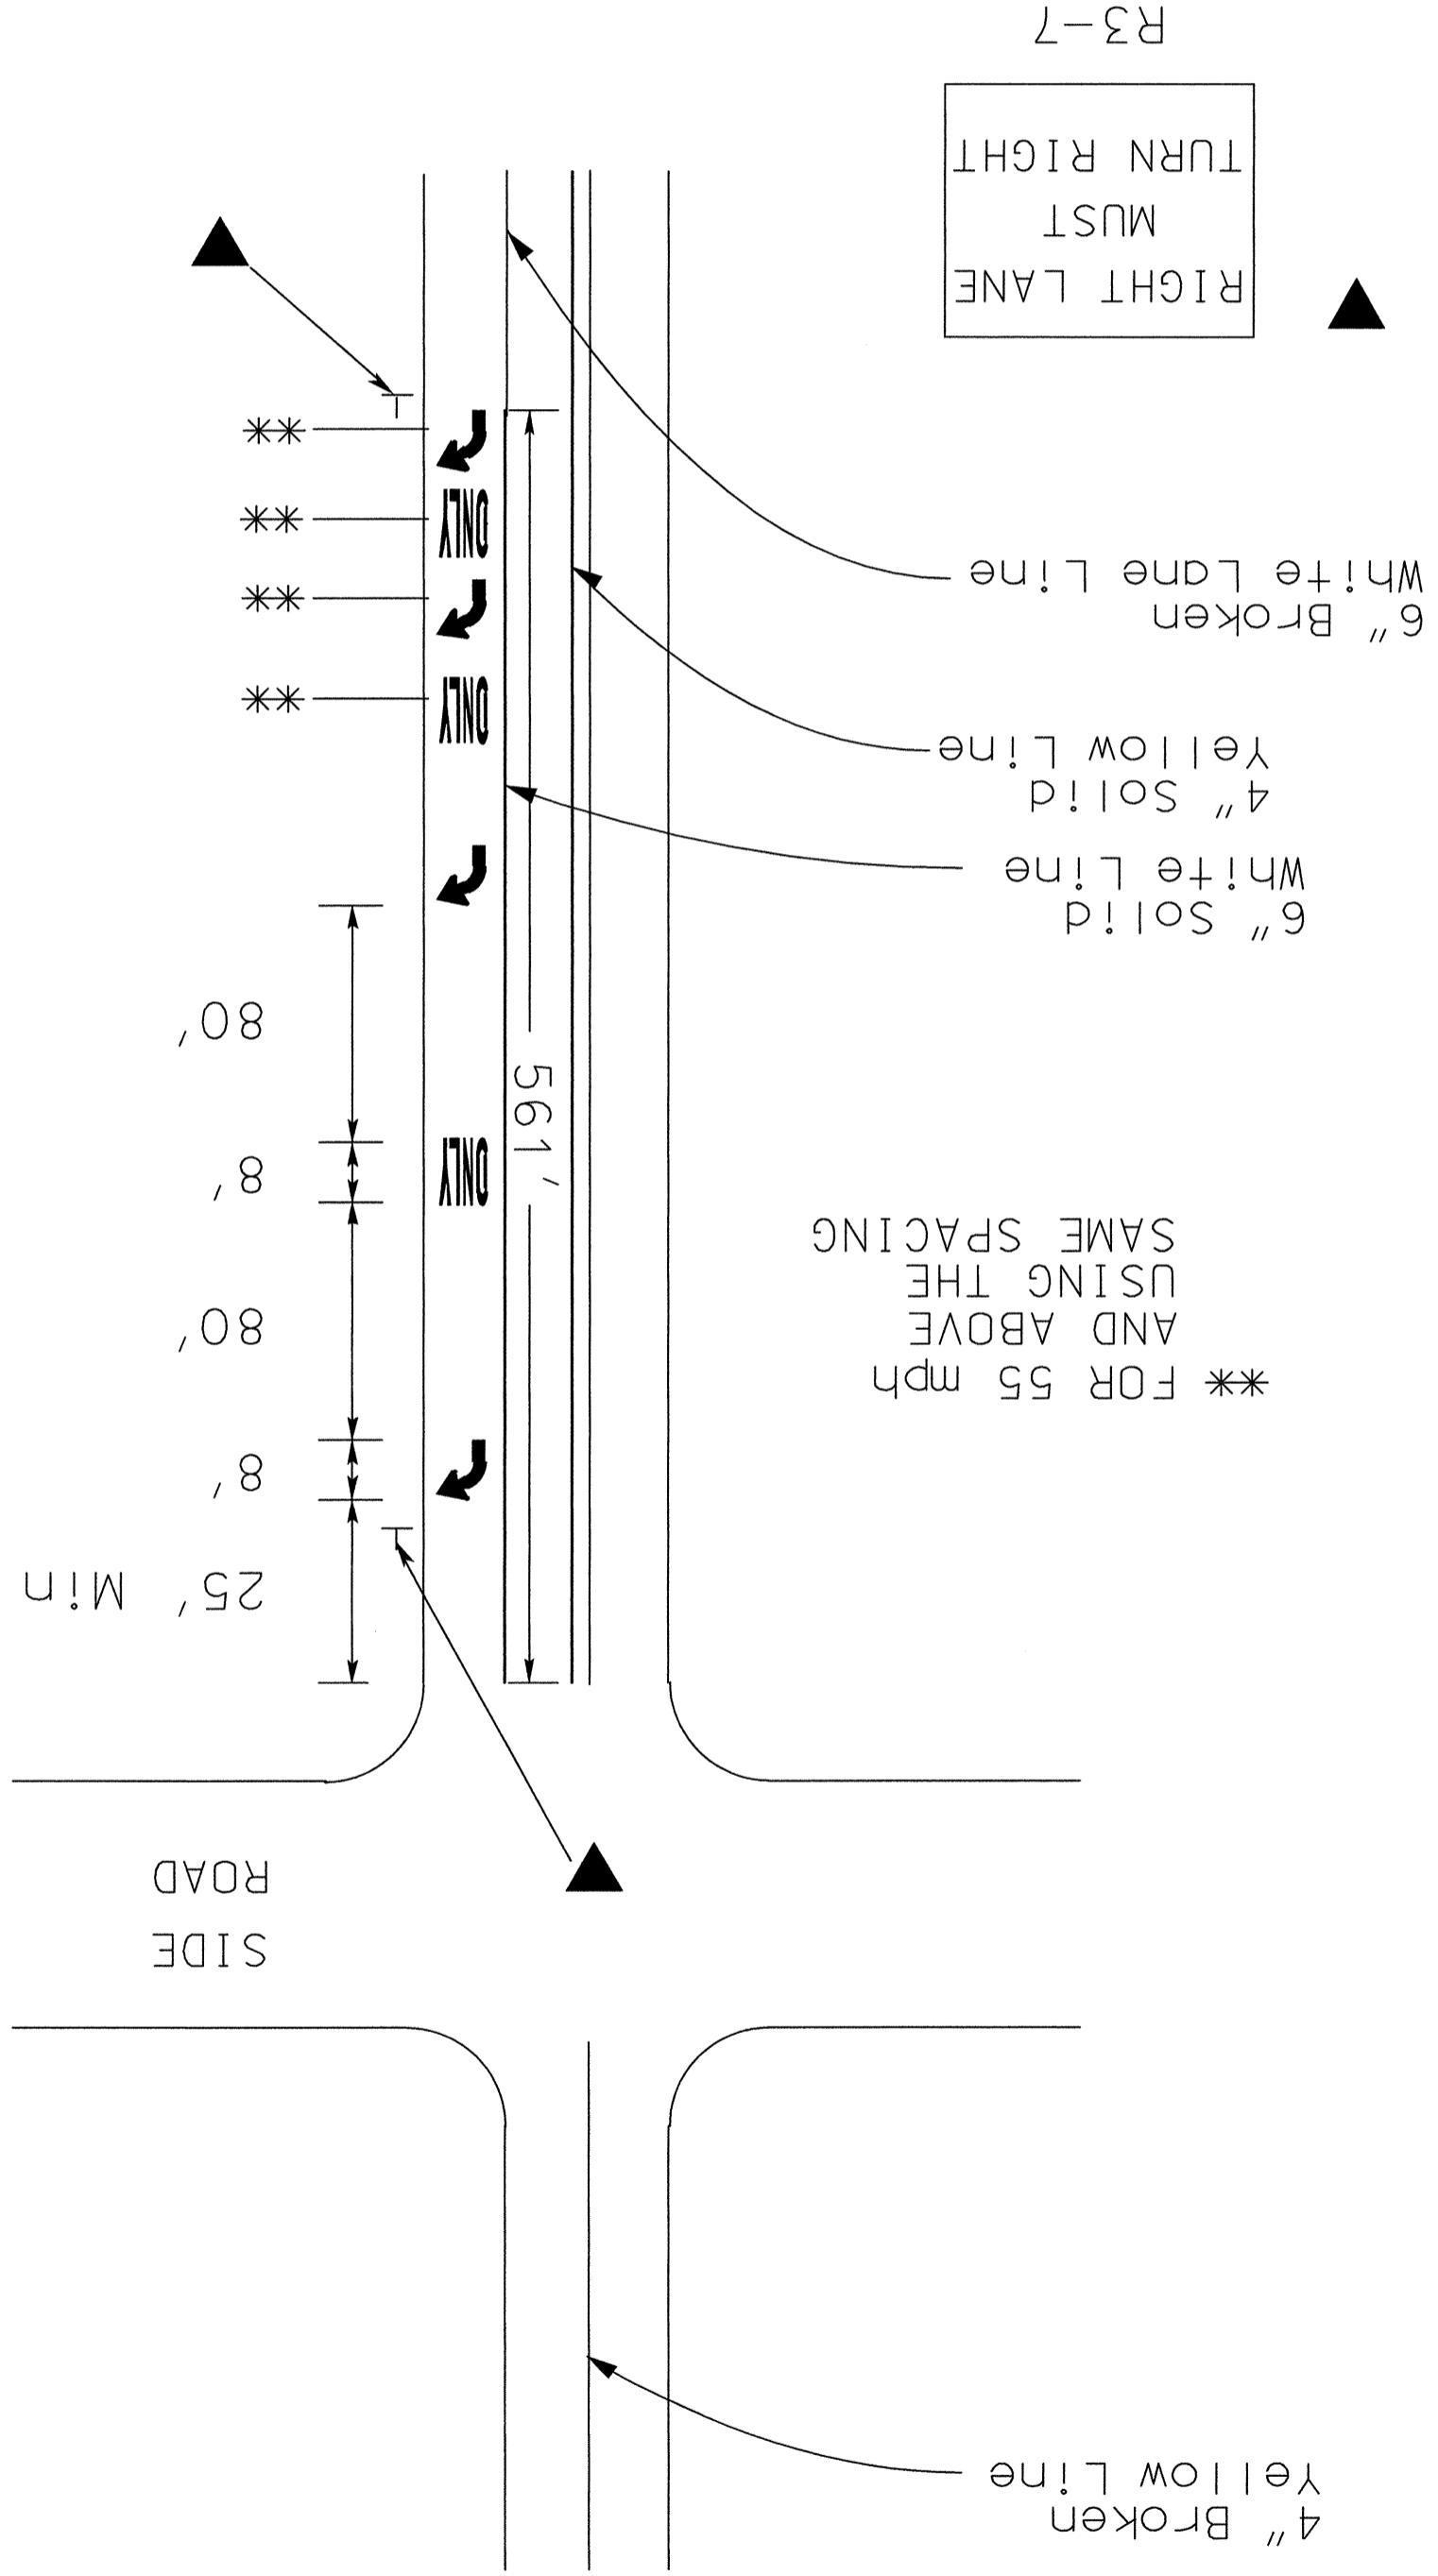 4" Broken
Yellow Line
SIDE
ROAD
25' Min
8'
80'
8'
80'
** FOR 55 mph
AND ABOVE
USING THE
SAME SPACING
561'
ONLY
6" Solid
White Line
4" Solid
Yellow Line
6" Broken
White Lane Line
ONLY
ONLY
**
**
**
**
RIGHT LANE
MUST
TURN RIGHT
R3-7